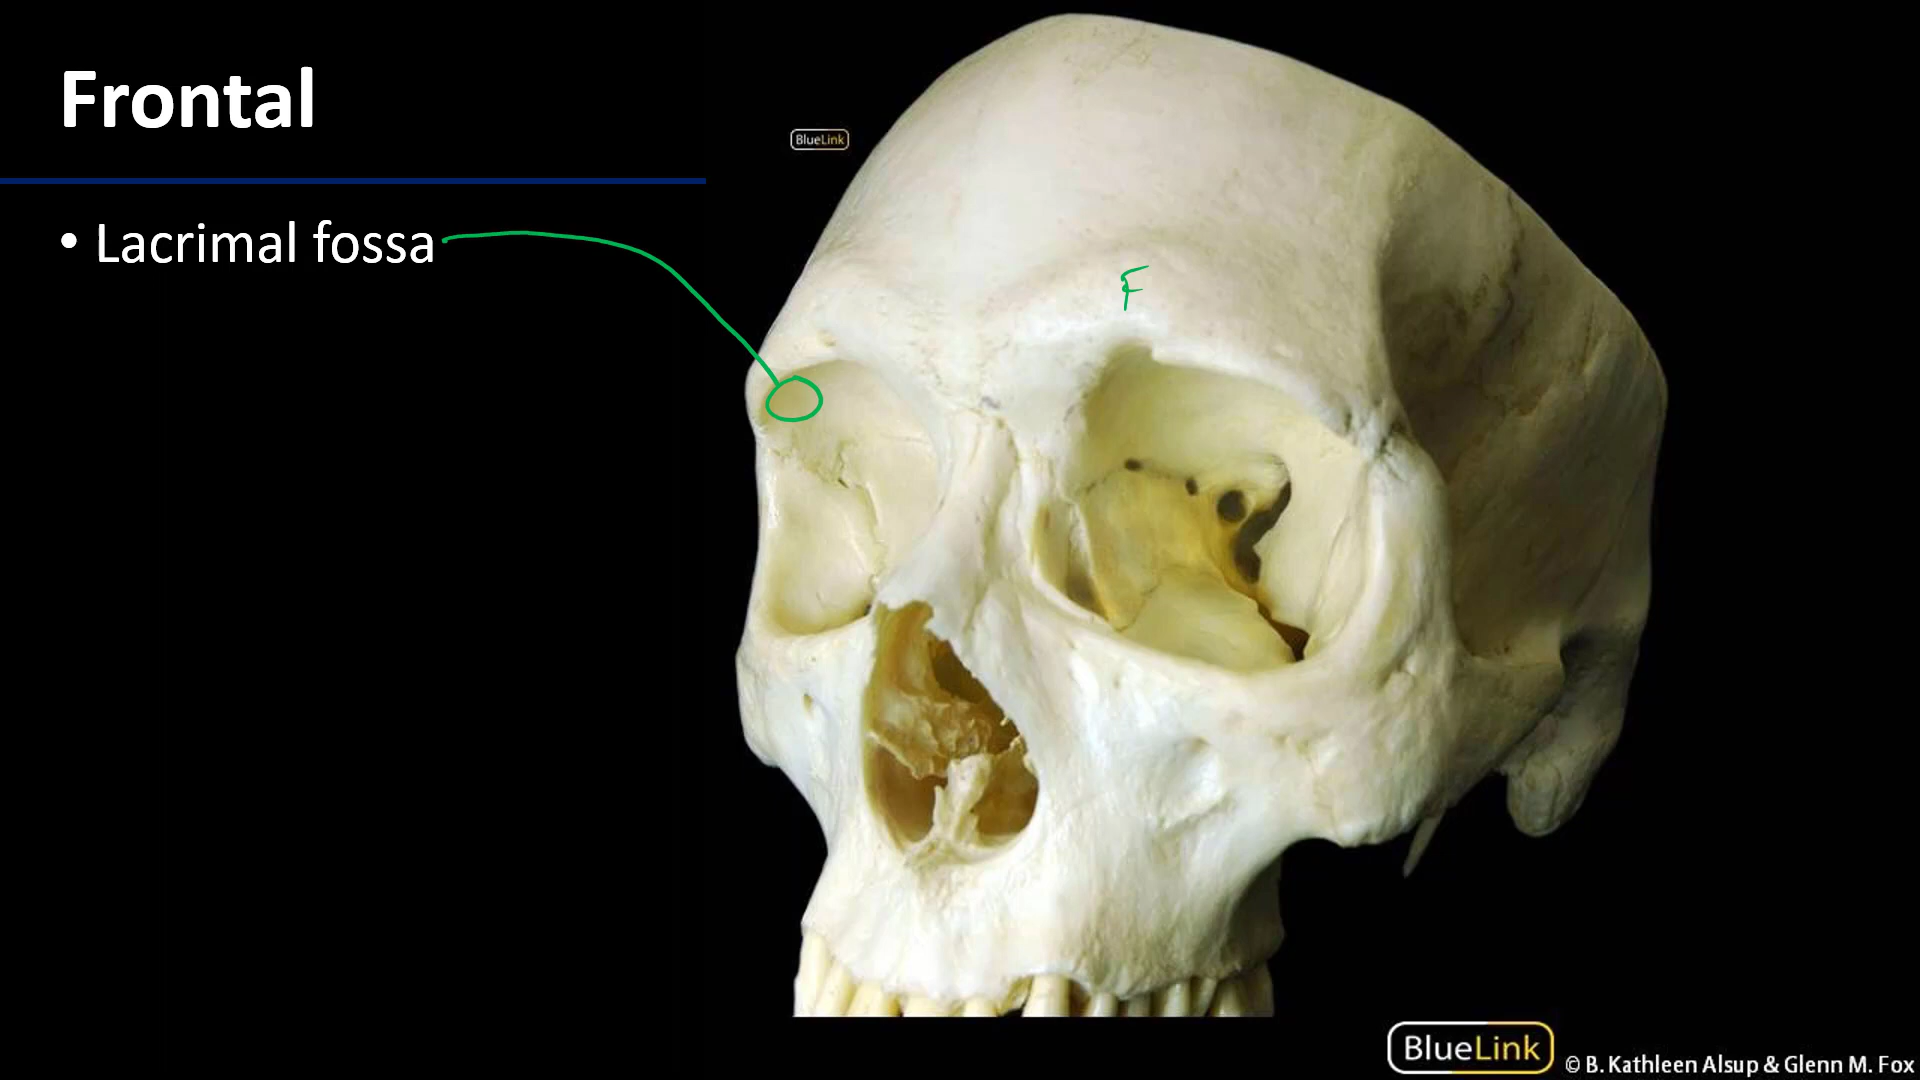 Frontal
BlueLink
• Lacrimal fossa
F
BlueLink
© B. Kathleen Alsup & Glenn M. Fox